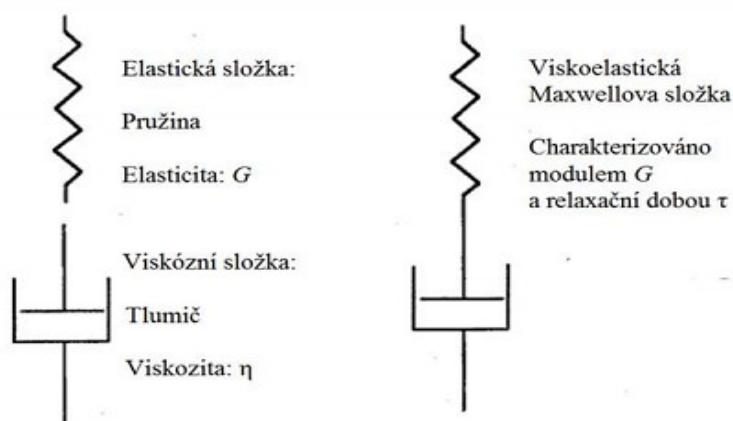 Elastická složka:
Pružina
Elasticita: G
Viskózní složka:
Tlumič
Viskozita: η
Viskoelastická
Maxwellova složka
Charakterizováno
modulem G
a relaxační dobou τ